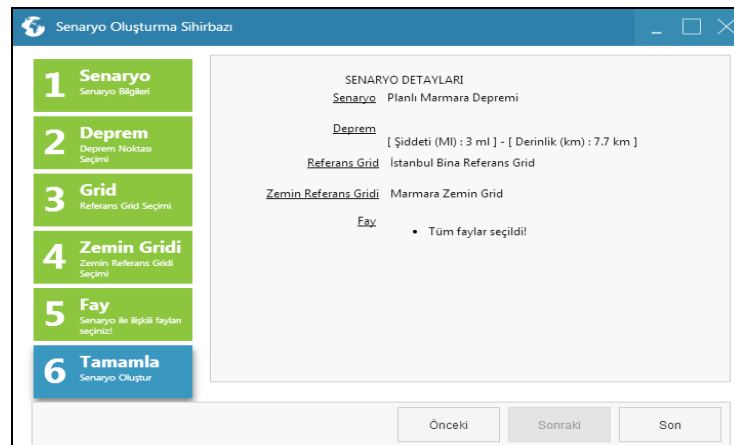 Senaryo Oluşturma Sihirbazı
1 Senaryo
Senaryo Bilgileri
2 Deprem
Deprem Noktası
Seçimi
3 Grid
Referans Grid Seçimi
4 Zemin Gridi
Zemin Referans Gridi
Seçimi
5 Fay
Senaryo ile ilişkili fayları
seçiniz!
6 Tamamla
Senaryo Oluştur
SENARYO DETAYLARI
Senaryo Planlı Marmara Depremi
Deprem
[ Şiddeti (Ml) : 3 ml ] - [ Derinlik (km) : 7.7 km ]
Referans Grid İstanbul Bina Referans Grid
Zemin Referans Gridi Marmara Zemin Grid
Fay
• Tüm faylar seçildi!
Önceki Sonraki Son